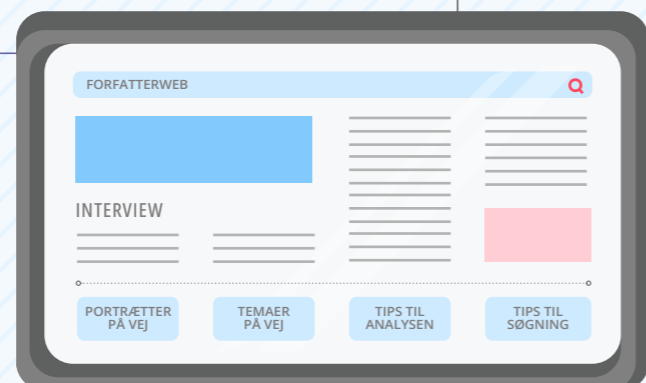 FORFATTERWEB
INTERVIEW
PORTRÆTTER
PÅ VEJ
TEMAER
PÅ VEJ
TIPS TIL
ANALYSEN
TIPS TIL
SØGNING